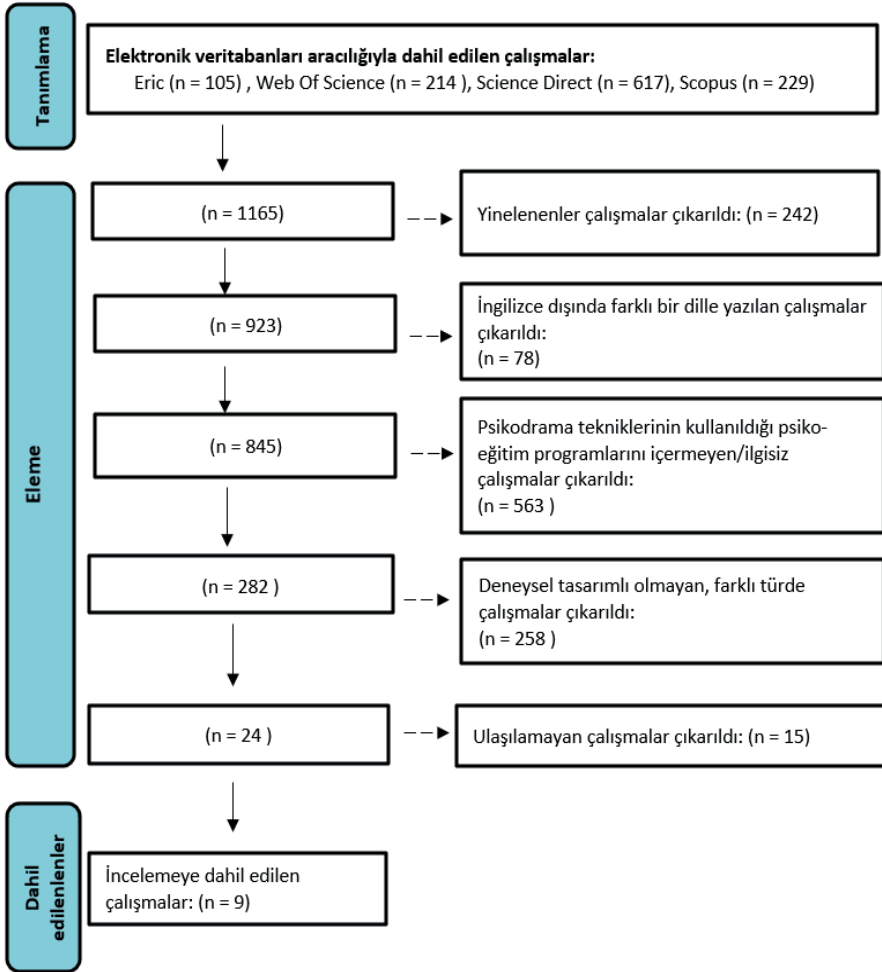 Tanımlama
Elektronik veritabanları aracılığıyla dahil edilen çalışmalar:
Eric (n = 105) , Web Of Science (n = 214 ), Science Direct (n = 617), Scopus (n = 229)
Eleme
(n = 1165)
Yinelenenler çalışmalar çıkarıldı: (n = 242)
(n = 923)
İngilizce dışında farklı bir dille yazılan çalışmalar
çıkarıldı:
(n = 78)
(n = 845)
Psikodrama tekniklerinin kullanıldığı psiko-
eğitim programlarını içermeyen/ilgisiz
çalışmalar çıkarıldı:
(n = 563 )
(n = 282 )
Deneysel tasarımlı olmayan, farklı türde
çalışmalar çıkarıldı:
(n = 258 )
(n = 24 )
Ulaşılamayan çalışmalar çıkarıldı: (n = 15)
Dahil
edilenlenler
İncelemeye dahil edilen
çalışmalar: (n = 9)